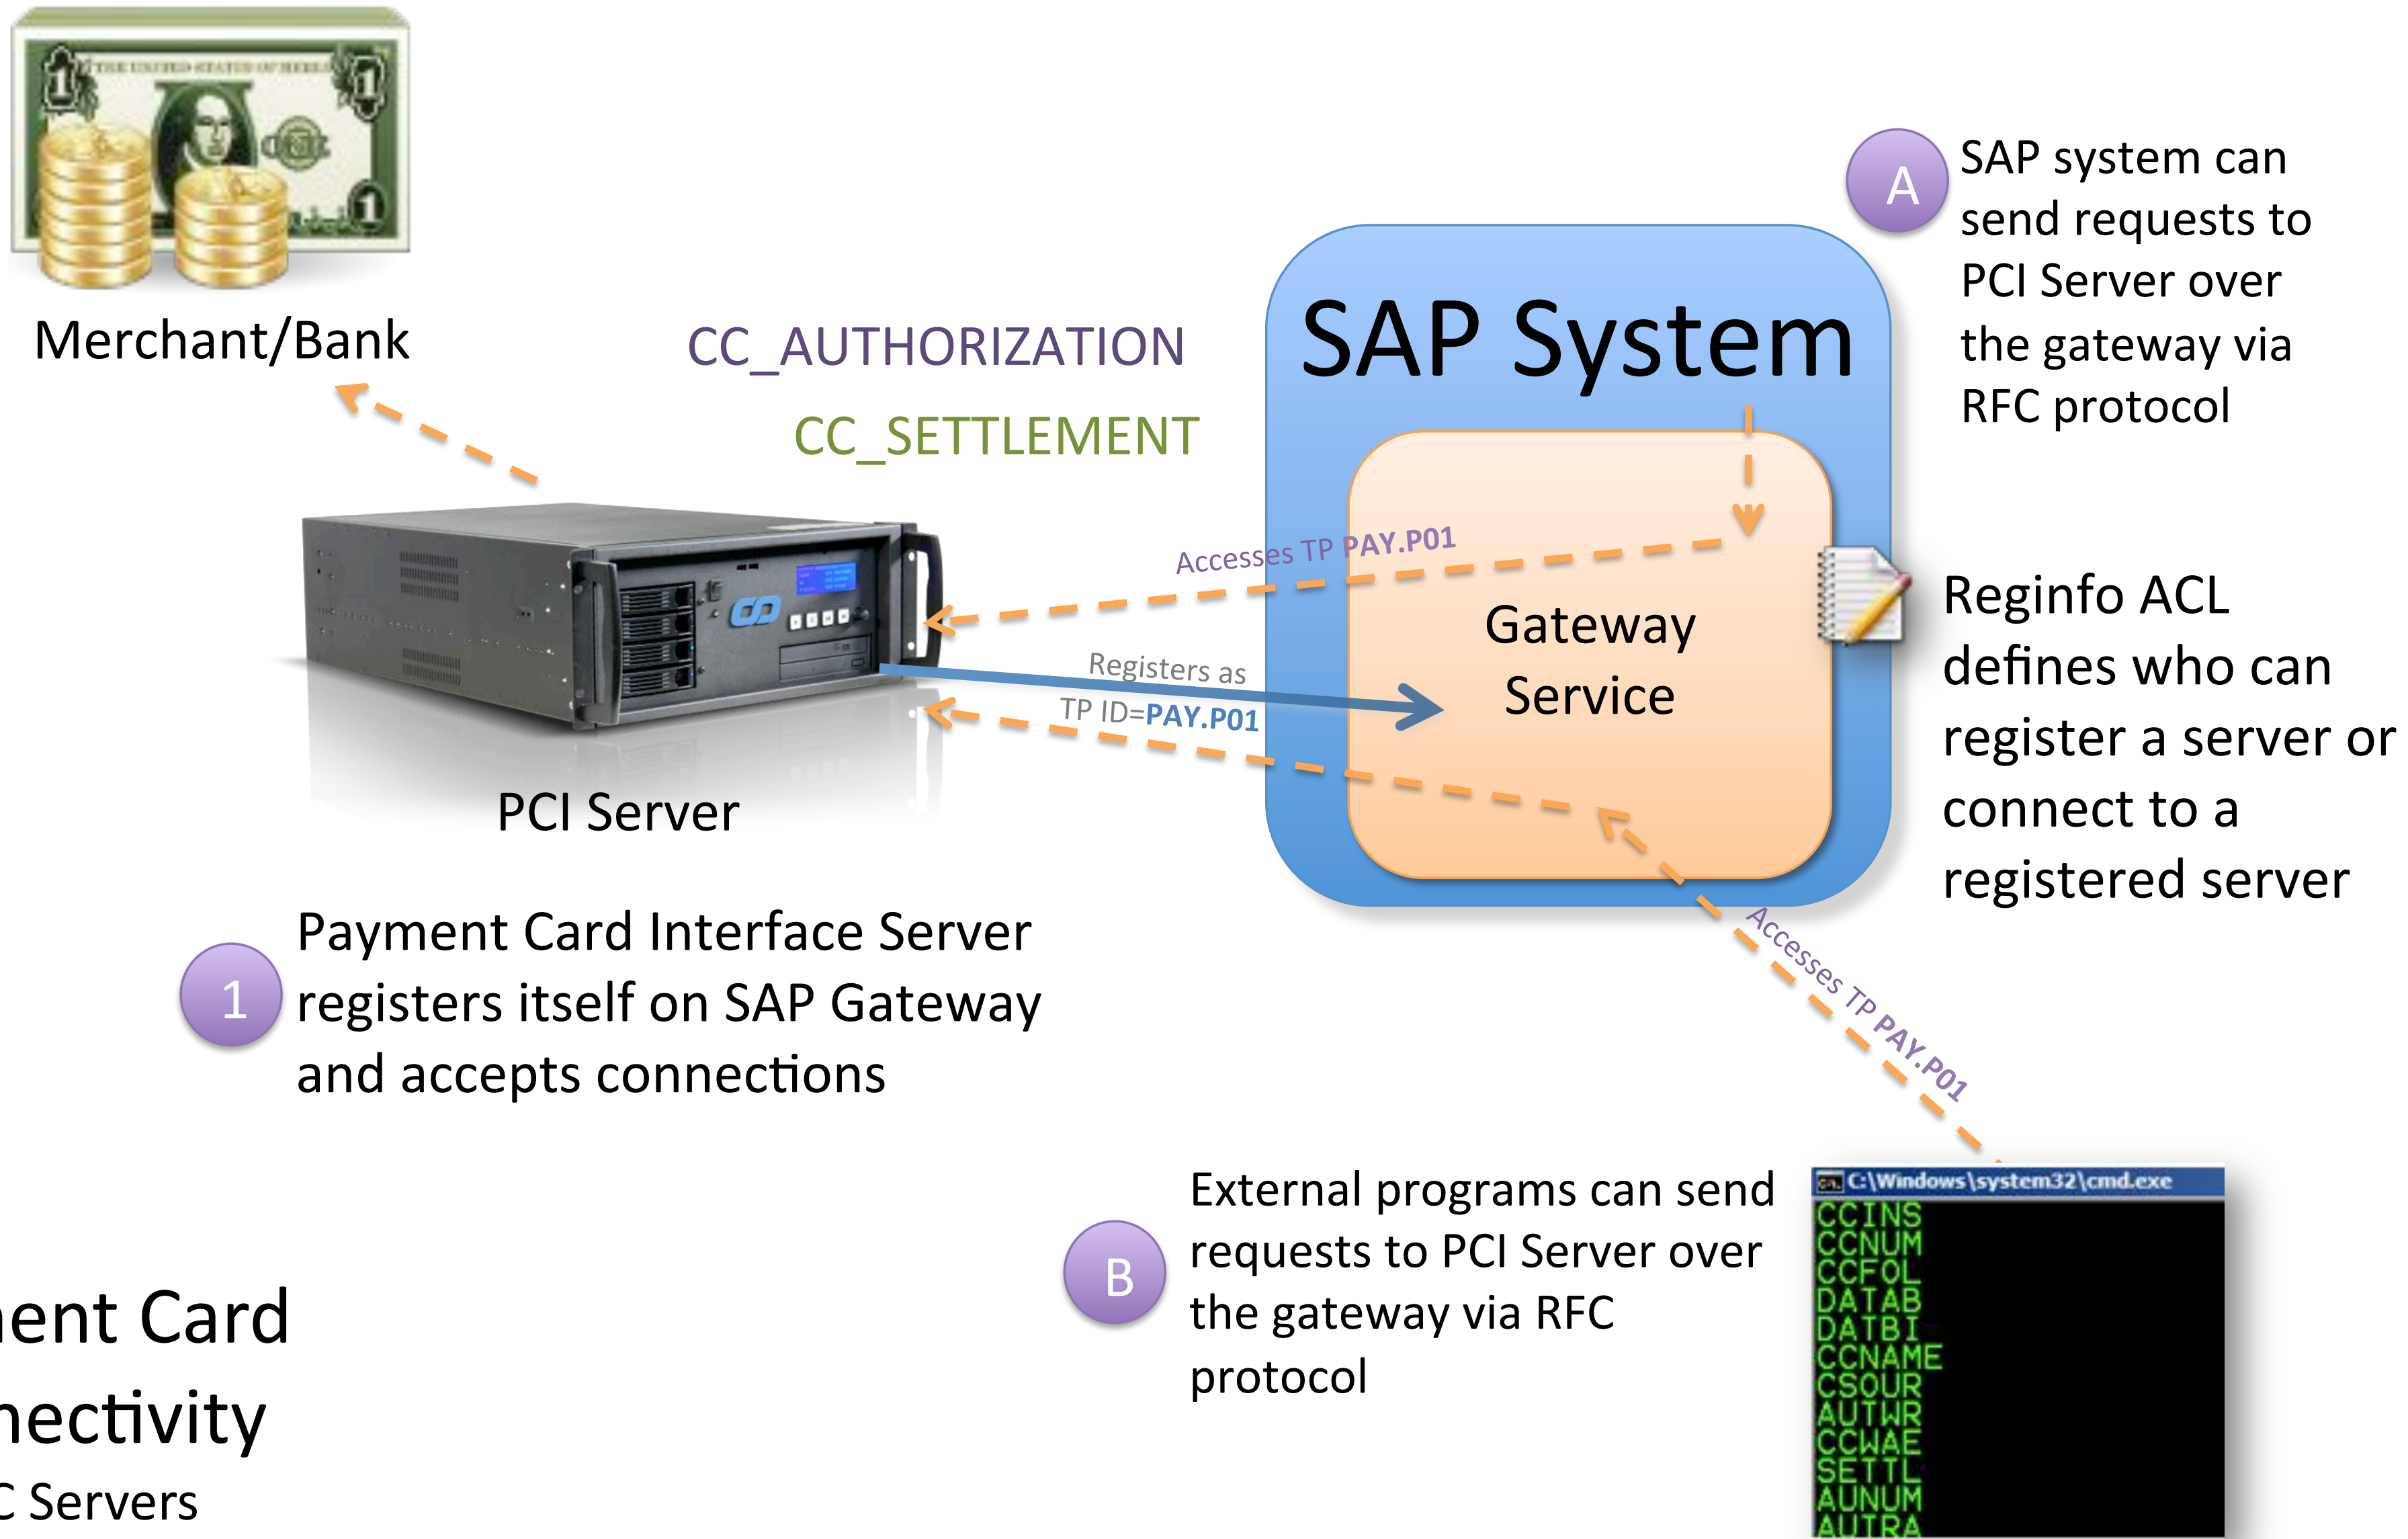 Merchant/Bank
CC_AUTHORIZATION
CC_SETTLEMENT
SAP System
A
SAP system can
send requests to
PCI Server over
the gateway via
RFC protocol
Accesses TP PAY.P01
Gateway
Service
Registers as
TP ID=PAY.P01
Reginfo ACL
defines who can
register a server or
connect to a
registered server
PCI Server
1
Payment Card Interface Server
registers itself on SAP Gateway
and accepts connections
Accesses TP PAY.P01
B
External programs can send
requests to PCI Server over
the gateway via RFC
protocol
C:\Windows\system32\cmd.exe
CCINS
CCNUM
CCFOL
DATAB
DATBI
CCNAME
CSOUR
AUTWR
CCWAE
SETTL
AUNUM
AUTRA
ent Card
nectivity
C Servers